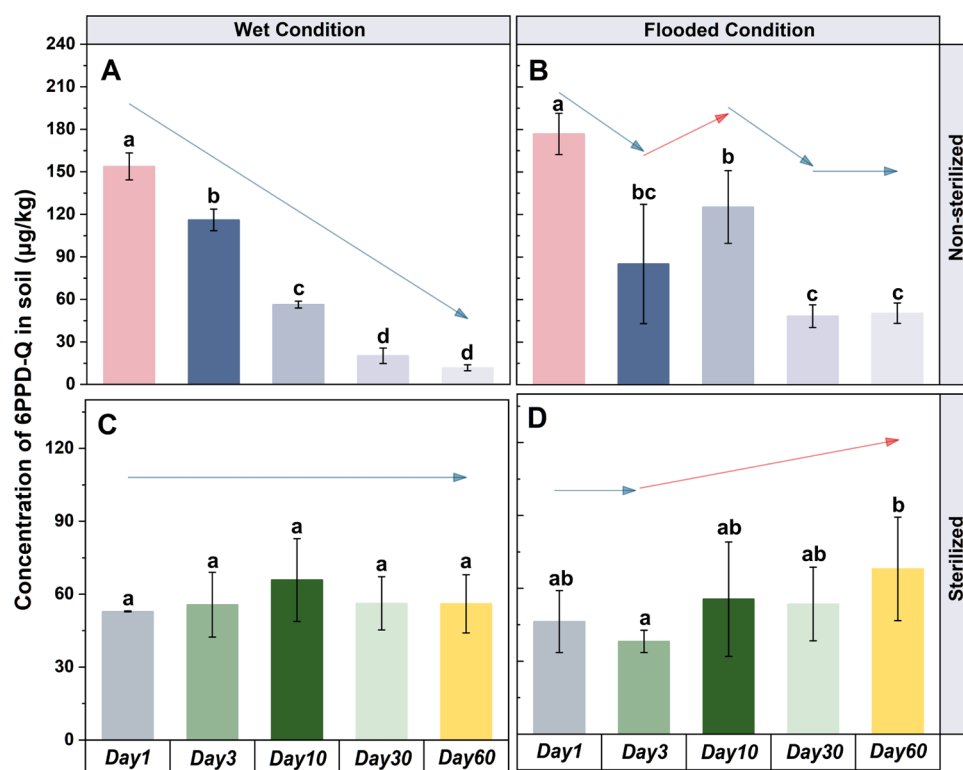 Wet Condition
Flooded Condition
Concentration of 6PPD-Q in soil (μg/kg)
240
210
180
150
120
90
60
30
0
A
a
b
c
d
d
B
a
bc
b
c
c
Non-sterilized
120
90
60
30
0
C
a
a
a
a
a
D
ab
a
ab
ab
b
Sterilized
Day1 Day3 Day10 Day30 Day60
Day1 Day3 Day10 Day30 Day60